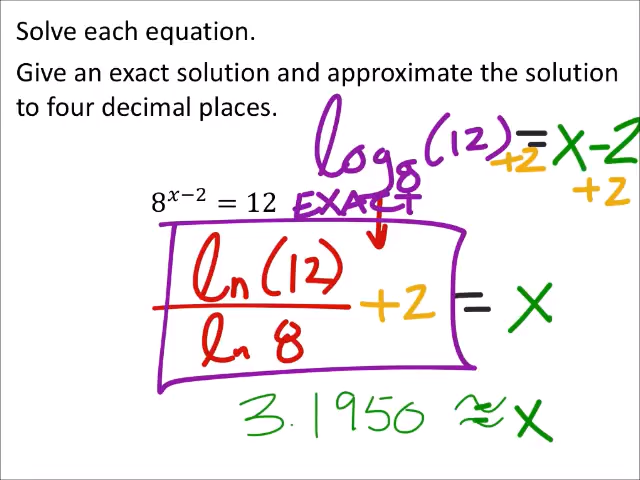 Solve each equation.
Give an exact solution and approximate the solution
to four decimal places.
log₈(12) = x-2
+2 +2
8^{x−2} = 12 EXACT
ln(12)/ln 8 +2 = x
3.1950 ≈ x